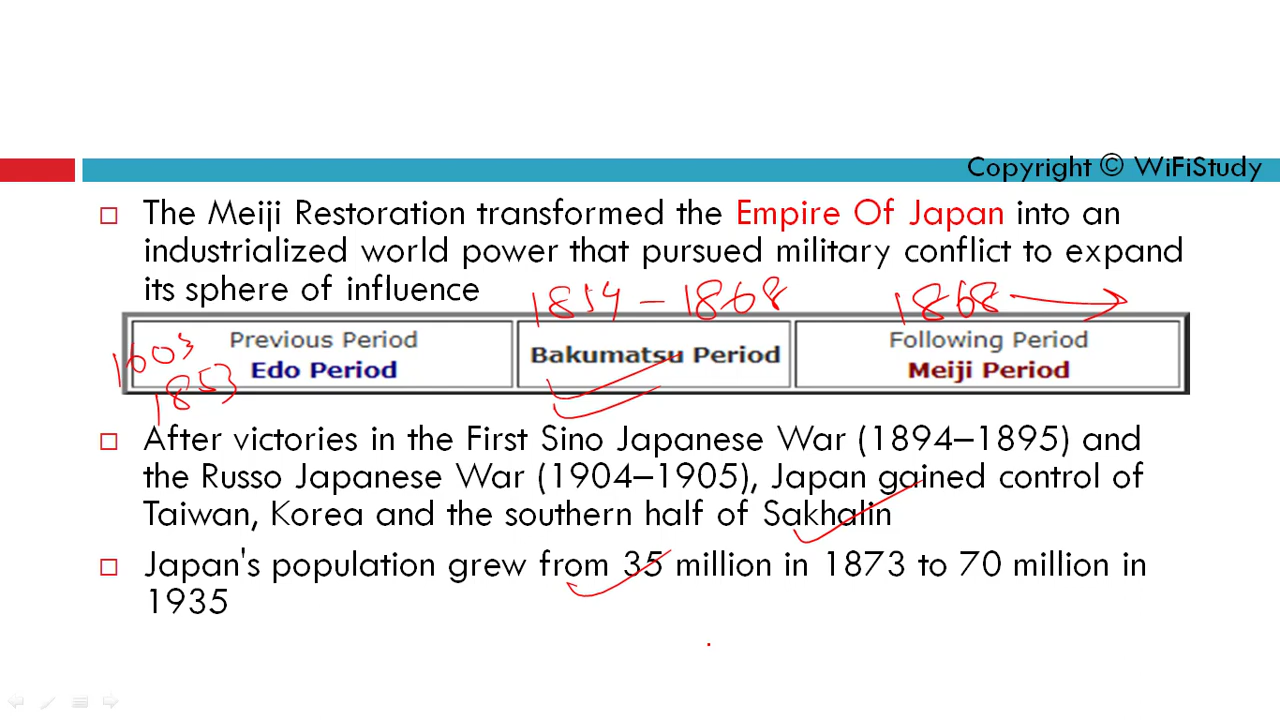 Copyright © WiFiStudy
The Meiji Restoration transformed the Empire Of Japan into an
industrialized world power that pursued military conflict to expand
its sphere of influence
1854 – 1868
1868
Previous Period
Edo Period
1603
1853
Bakumatsu Period
Following Period
Meiji Period
After victories in the First Sino Japanese War (1894–1895) and
the Russo Japanese War (1904–1905), Japan gained control of
Taiwan, Korea and the southern half of Sakhalin
Japan's population grew from 35 million in 1873 to 70 million in
1935